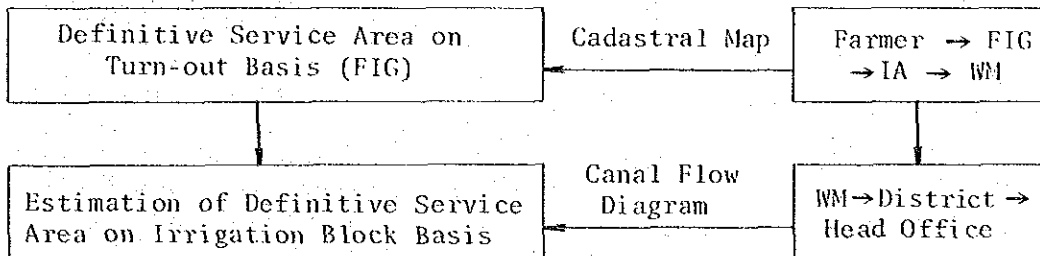 Definitive Service Area on
Turn-out Basis (FIG)
Cadastral Map
Farmer → FIG
→ IA → WM
Estimation of Definitive Service
Area on Irrigation Block Basis
Canal Flow
Diagram
WM → District →
Head Office